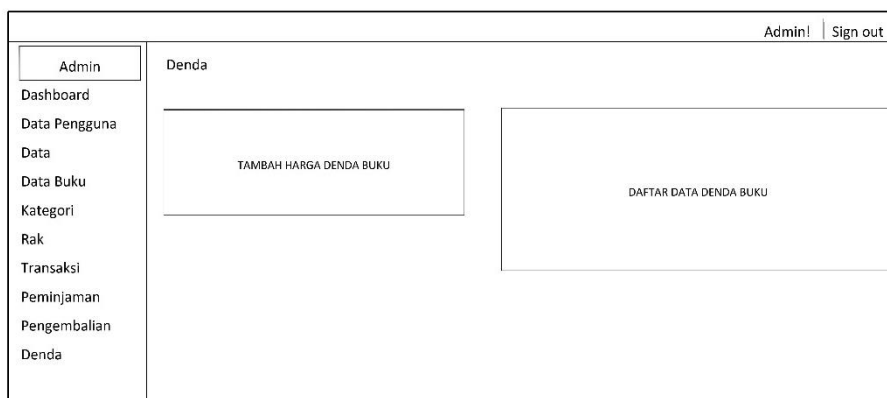 Admin! Sign out
Admin
Dashboard
Data Pengguna
Data
Data Buku
Kategori
Rak
Transaksi
Peminjaman
Pengembalian
Denda
Denda
TAMBAH HARGA DENDA BUKU
DAFTAR DATA DENDA BUKU